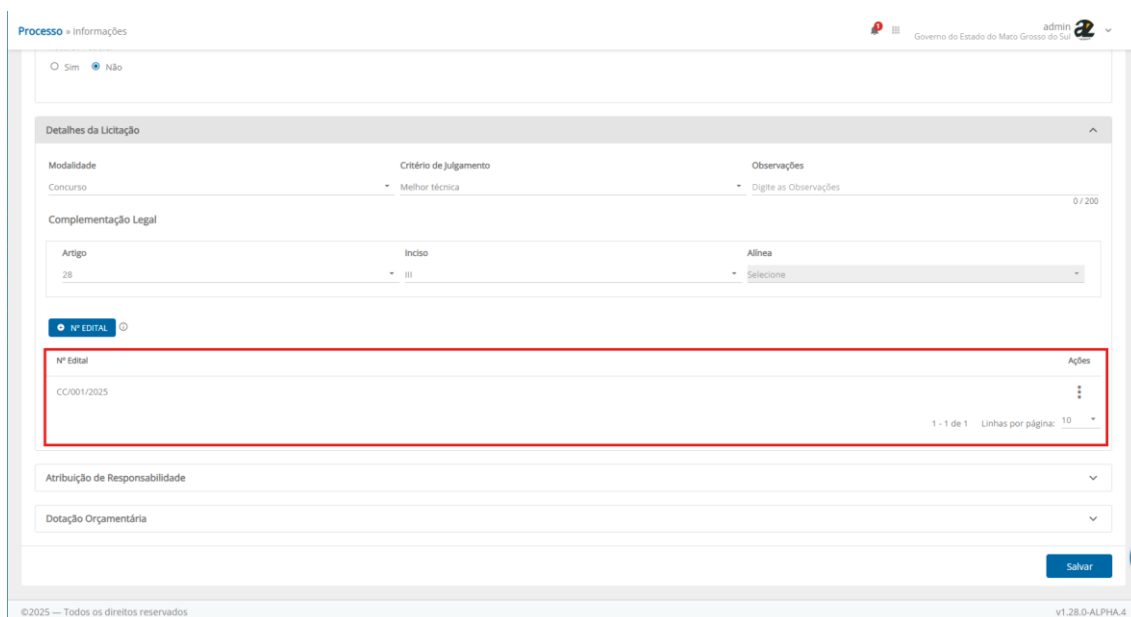 Processo » Informações
1
admin
Governo do Estado do Mato Grosso do Sul
Sim Não
Detalhes da Licitação
Modalidade Critério de Julgamento Observações
Concurso Melhor técnica Digite as Observações
0 / 200
Complementação Legal
Artigo Inciso Alínea
28 III Selecione
Nº EDITAL
Nº Edital Ações
CC/001/2025
1 - 1 de 1 Linhas por página: 10
Atribuição de Responsabilidade
Dotação Orçamentária
Salvar
©2025 — Todos os direitos reservados v1.28.0-ALPHA.4